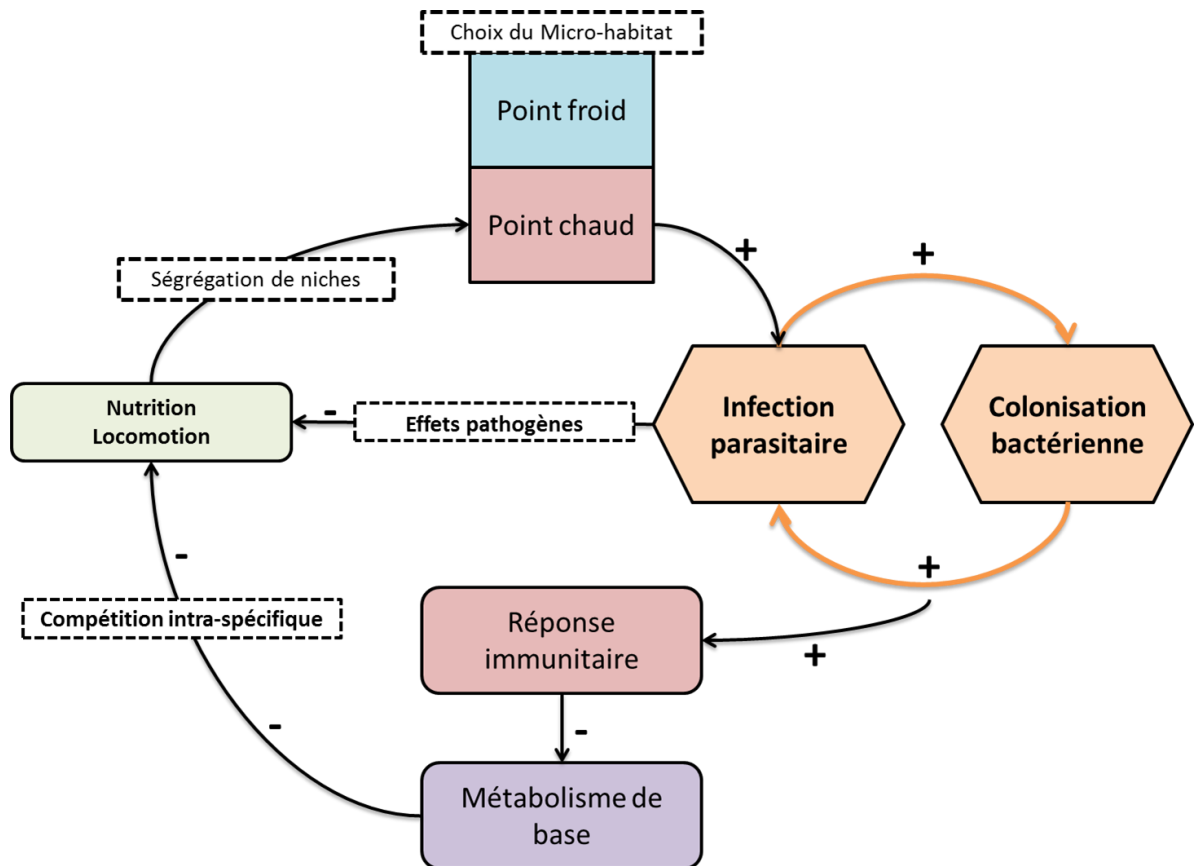 Choix du Micro-habitat
Point froid
Point chaud
+
+
Ségrégation de niches
Nutrition
Locomotion
-
Effets pathogènes
Infection
parasitaire
Colonisation
bactérienne
-
+
Compétition intra-spécifique
Réponse
immunitaire
+
-
-
Métabolisme de
base